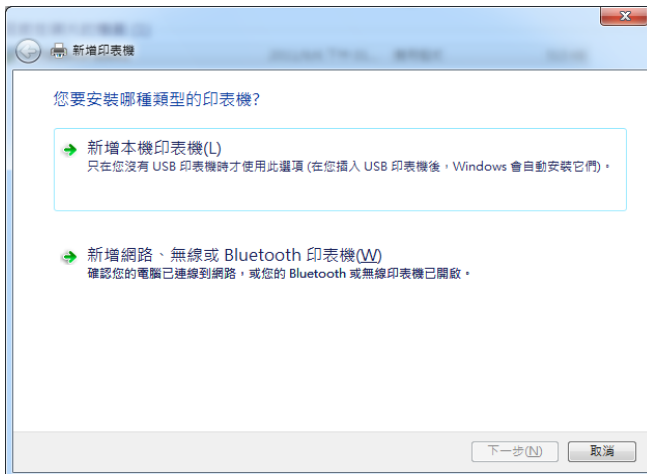 新增印表機
您要安裝哪種類型的印表機?
新增本機印表機(L)
只在您沒有 USB 印表機時才使用此選項 (在您插入 USB 印表機後，Windows 會自動安裝它們)。
新增網路、無線或 Bluetooth 印表機(W)
確認您的電腦已連線到網路，或您的 Bluetooth 或無線印表機已開啟。
下一步(N)
取消